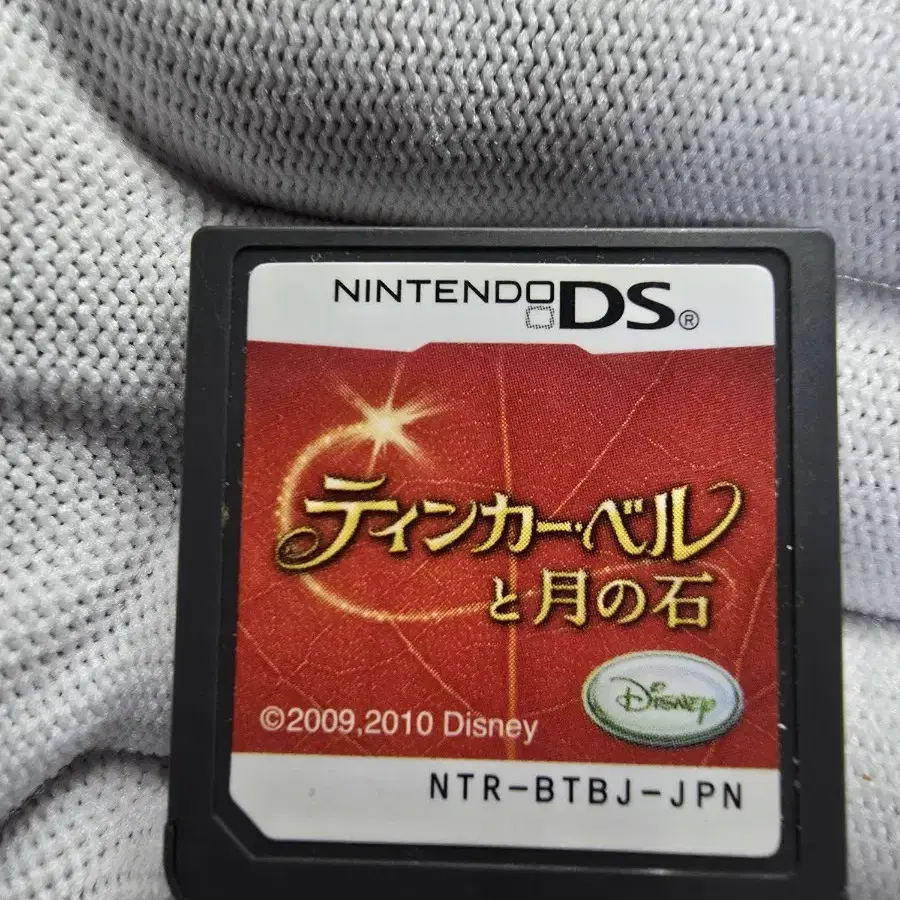 NINTENDO DS®
ティンカー・ベル
と月の石
Disney
©2009,2010 Disney
NTR-BTBJ-JPN